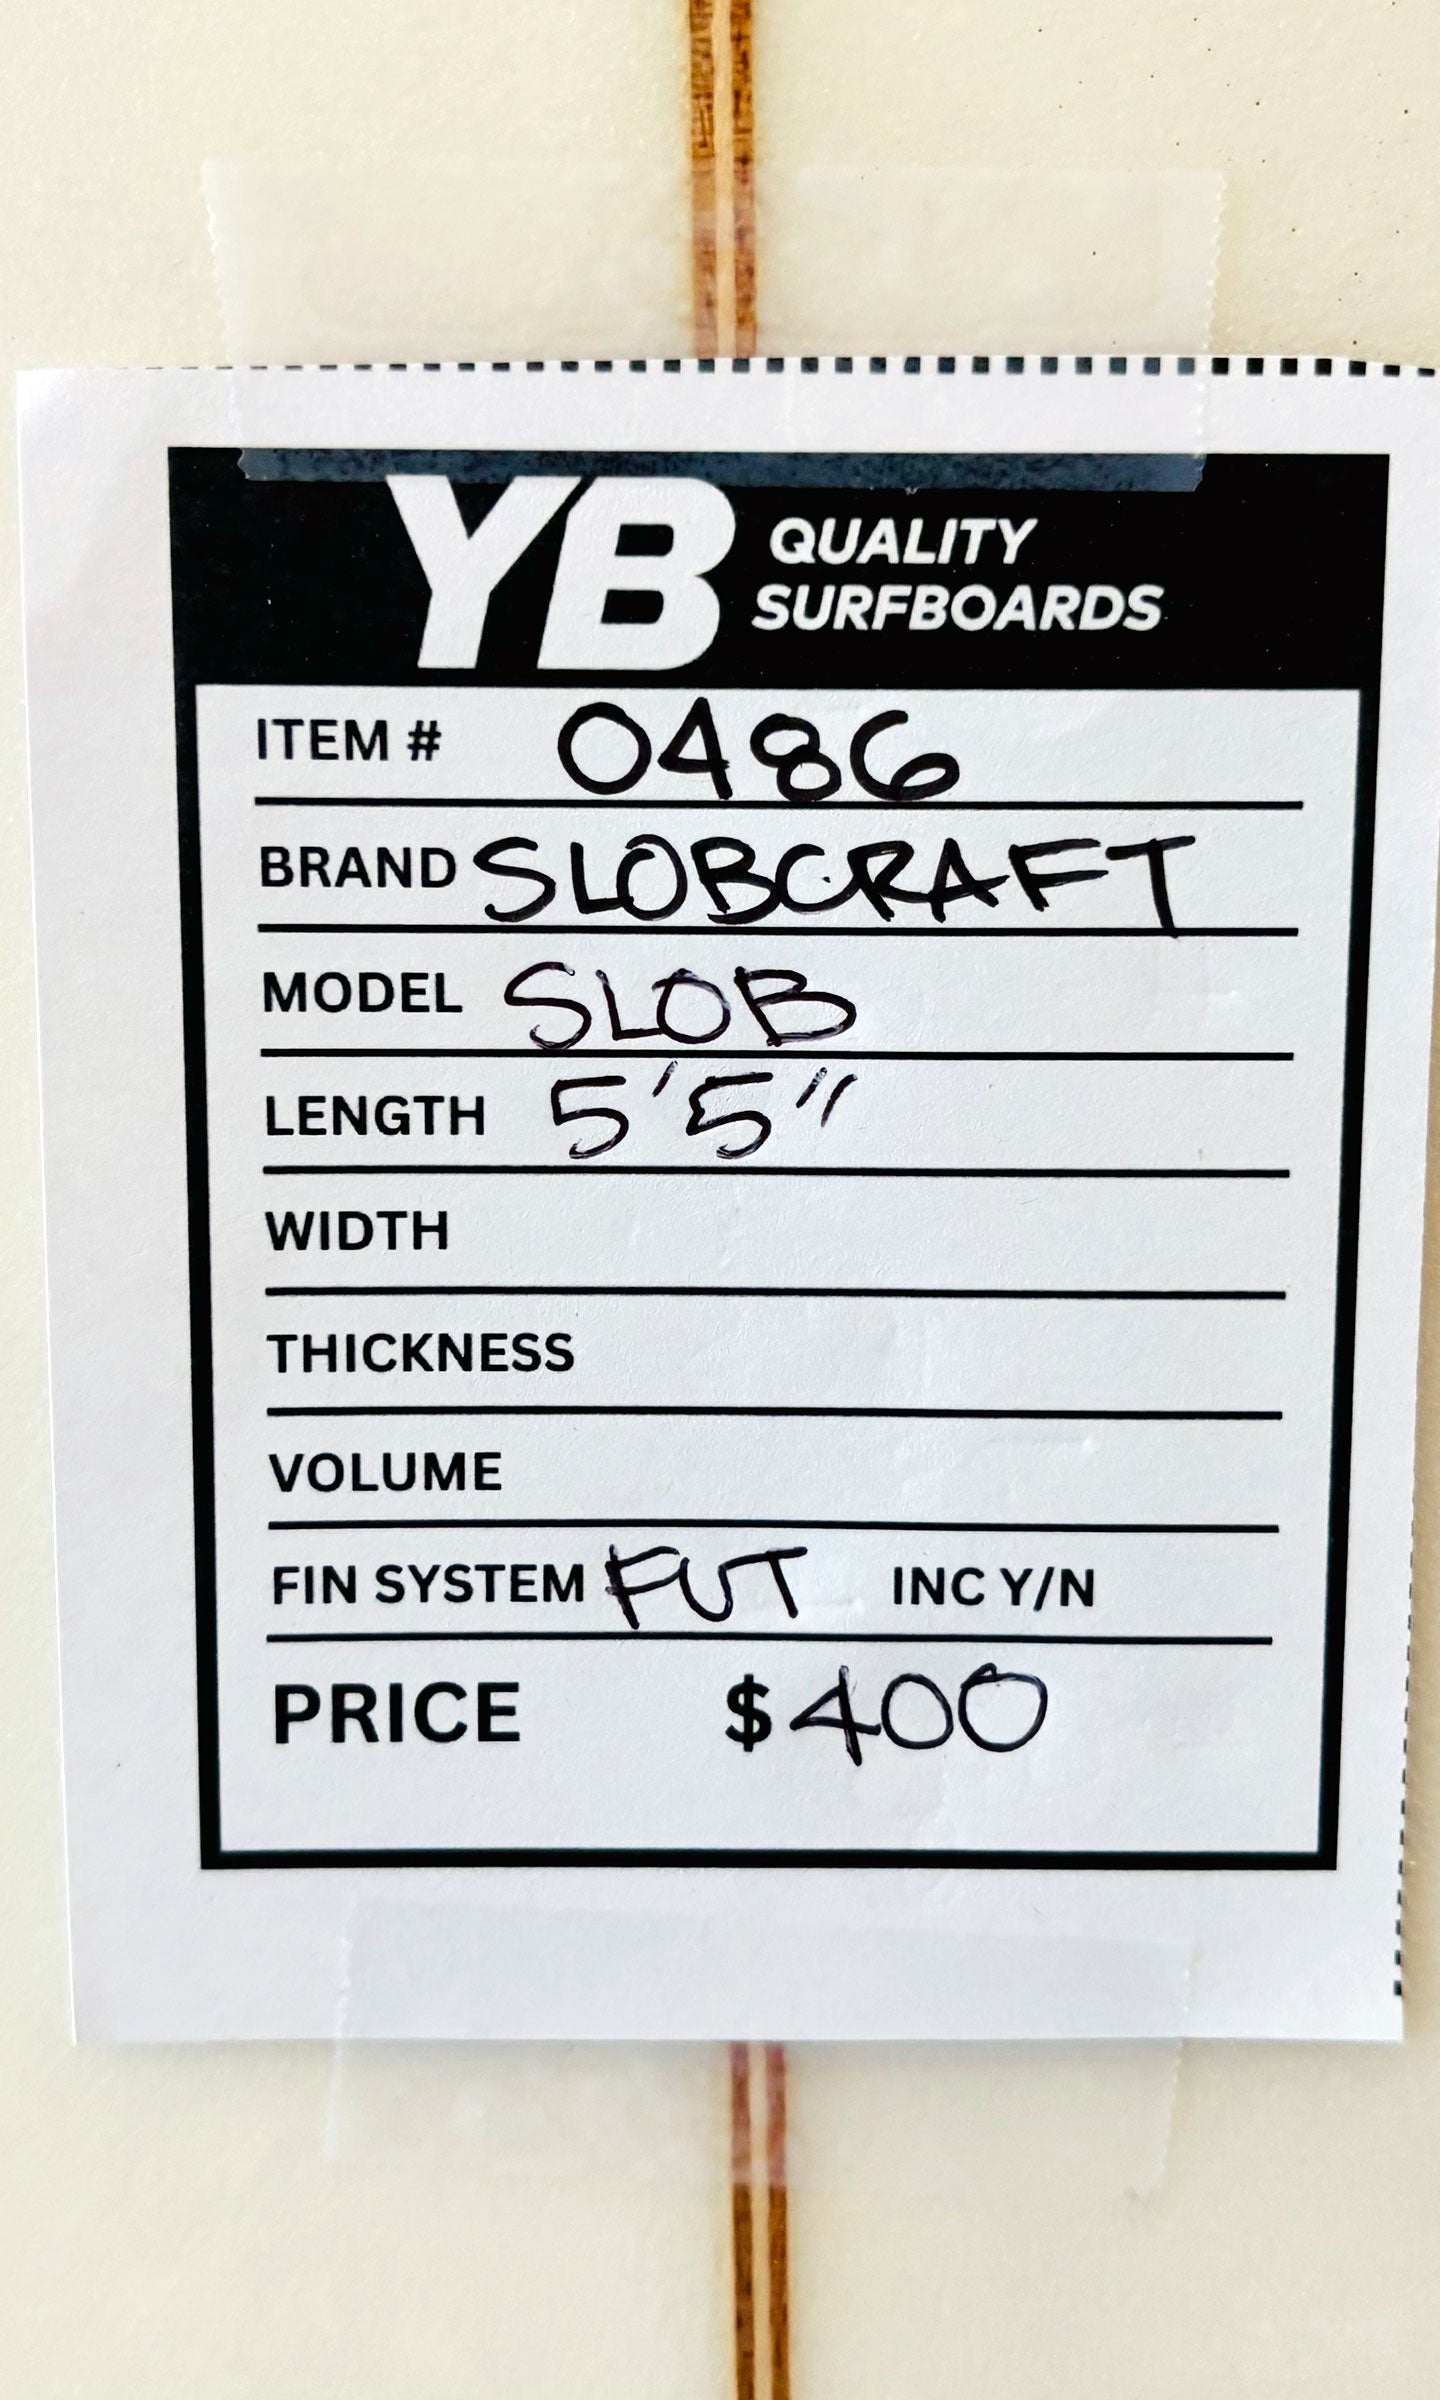 YB QUALITY
SURFBOARDS
ITEM # 0486
BRAND SLOBCRAFT
MODEL SLOB
LENGTH 5'5"
WIDTH
THICKNESS
VOLUME
FIN SYSTEM FUT INC Y/N
PRICE $400